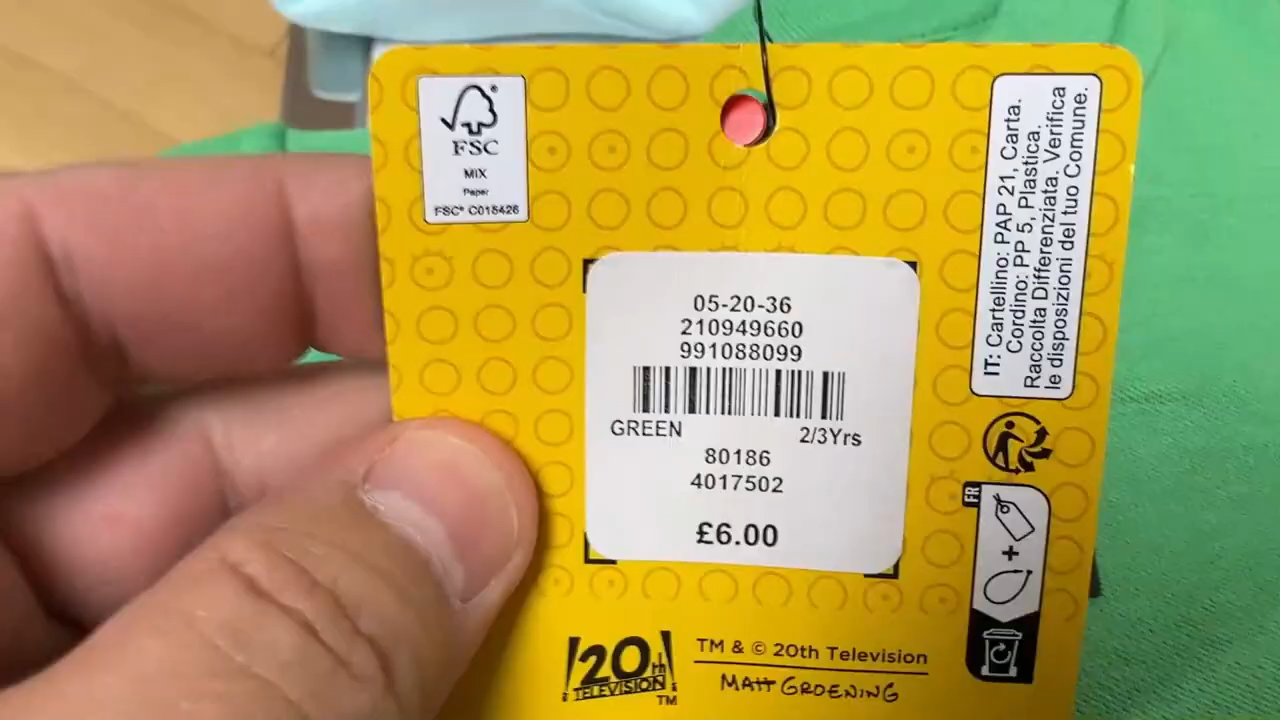 FSC®
MIX
Paper
FSC® C015426
IT: Cartellino: PAP 21, Carta.
Cordino: PP 5, Plastica.
Raccolta Differenziata. Verifica
le disposizioni del tuo Comune.
05-20-36
210949660
991088099
GREEN 2/3Yrs
80186
4017502
£6.00
FR
+
20th
TELEVISION
TM
TM & © 20th Television
MATT GROENING